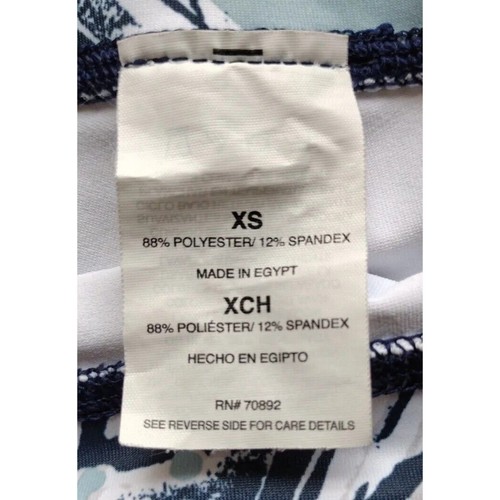 XS
88% POLYESTER/ 12% SPANDEX
MADE IN EGYPT
XCH
88% POLIÉSTER/ 12% SPANDEX
HECHO EN EGIPTO
RN# 70892
SEE REVERSE SIDE FOR CARE DETAILS